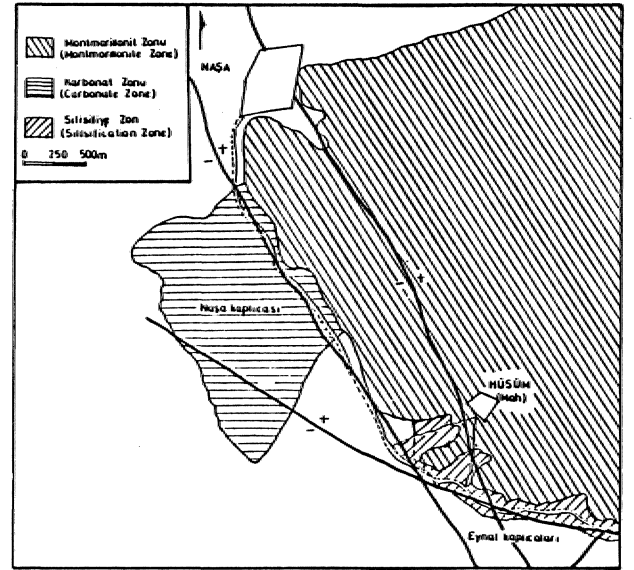 Montmorillonit Zonu
(Montmorillonite Zone)
Karbonat Zonu
(Carbonate Zone)
Silisifiye Zon
(Silisification Zone)
0 250 500m
NAŞA
- +
- +
Naşa kaplıcası
HÜSÜM
(Mah)
- +
Eynal kaplıcaları